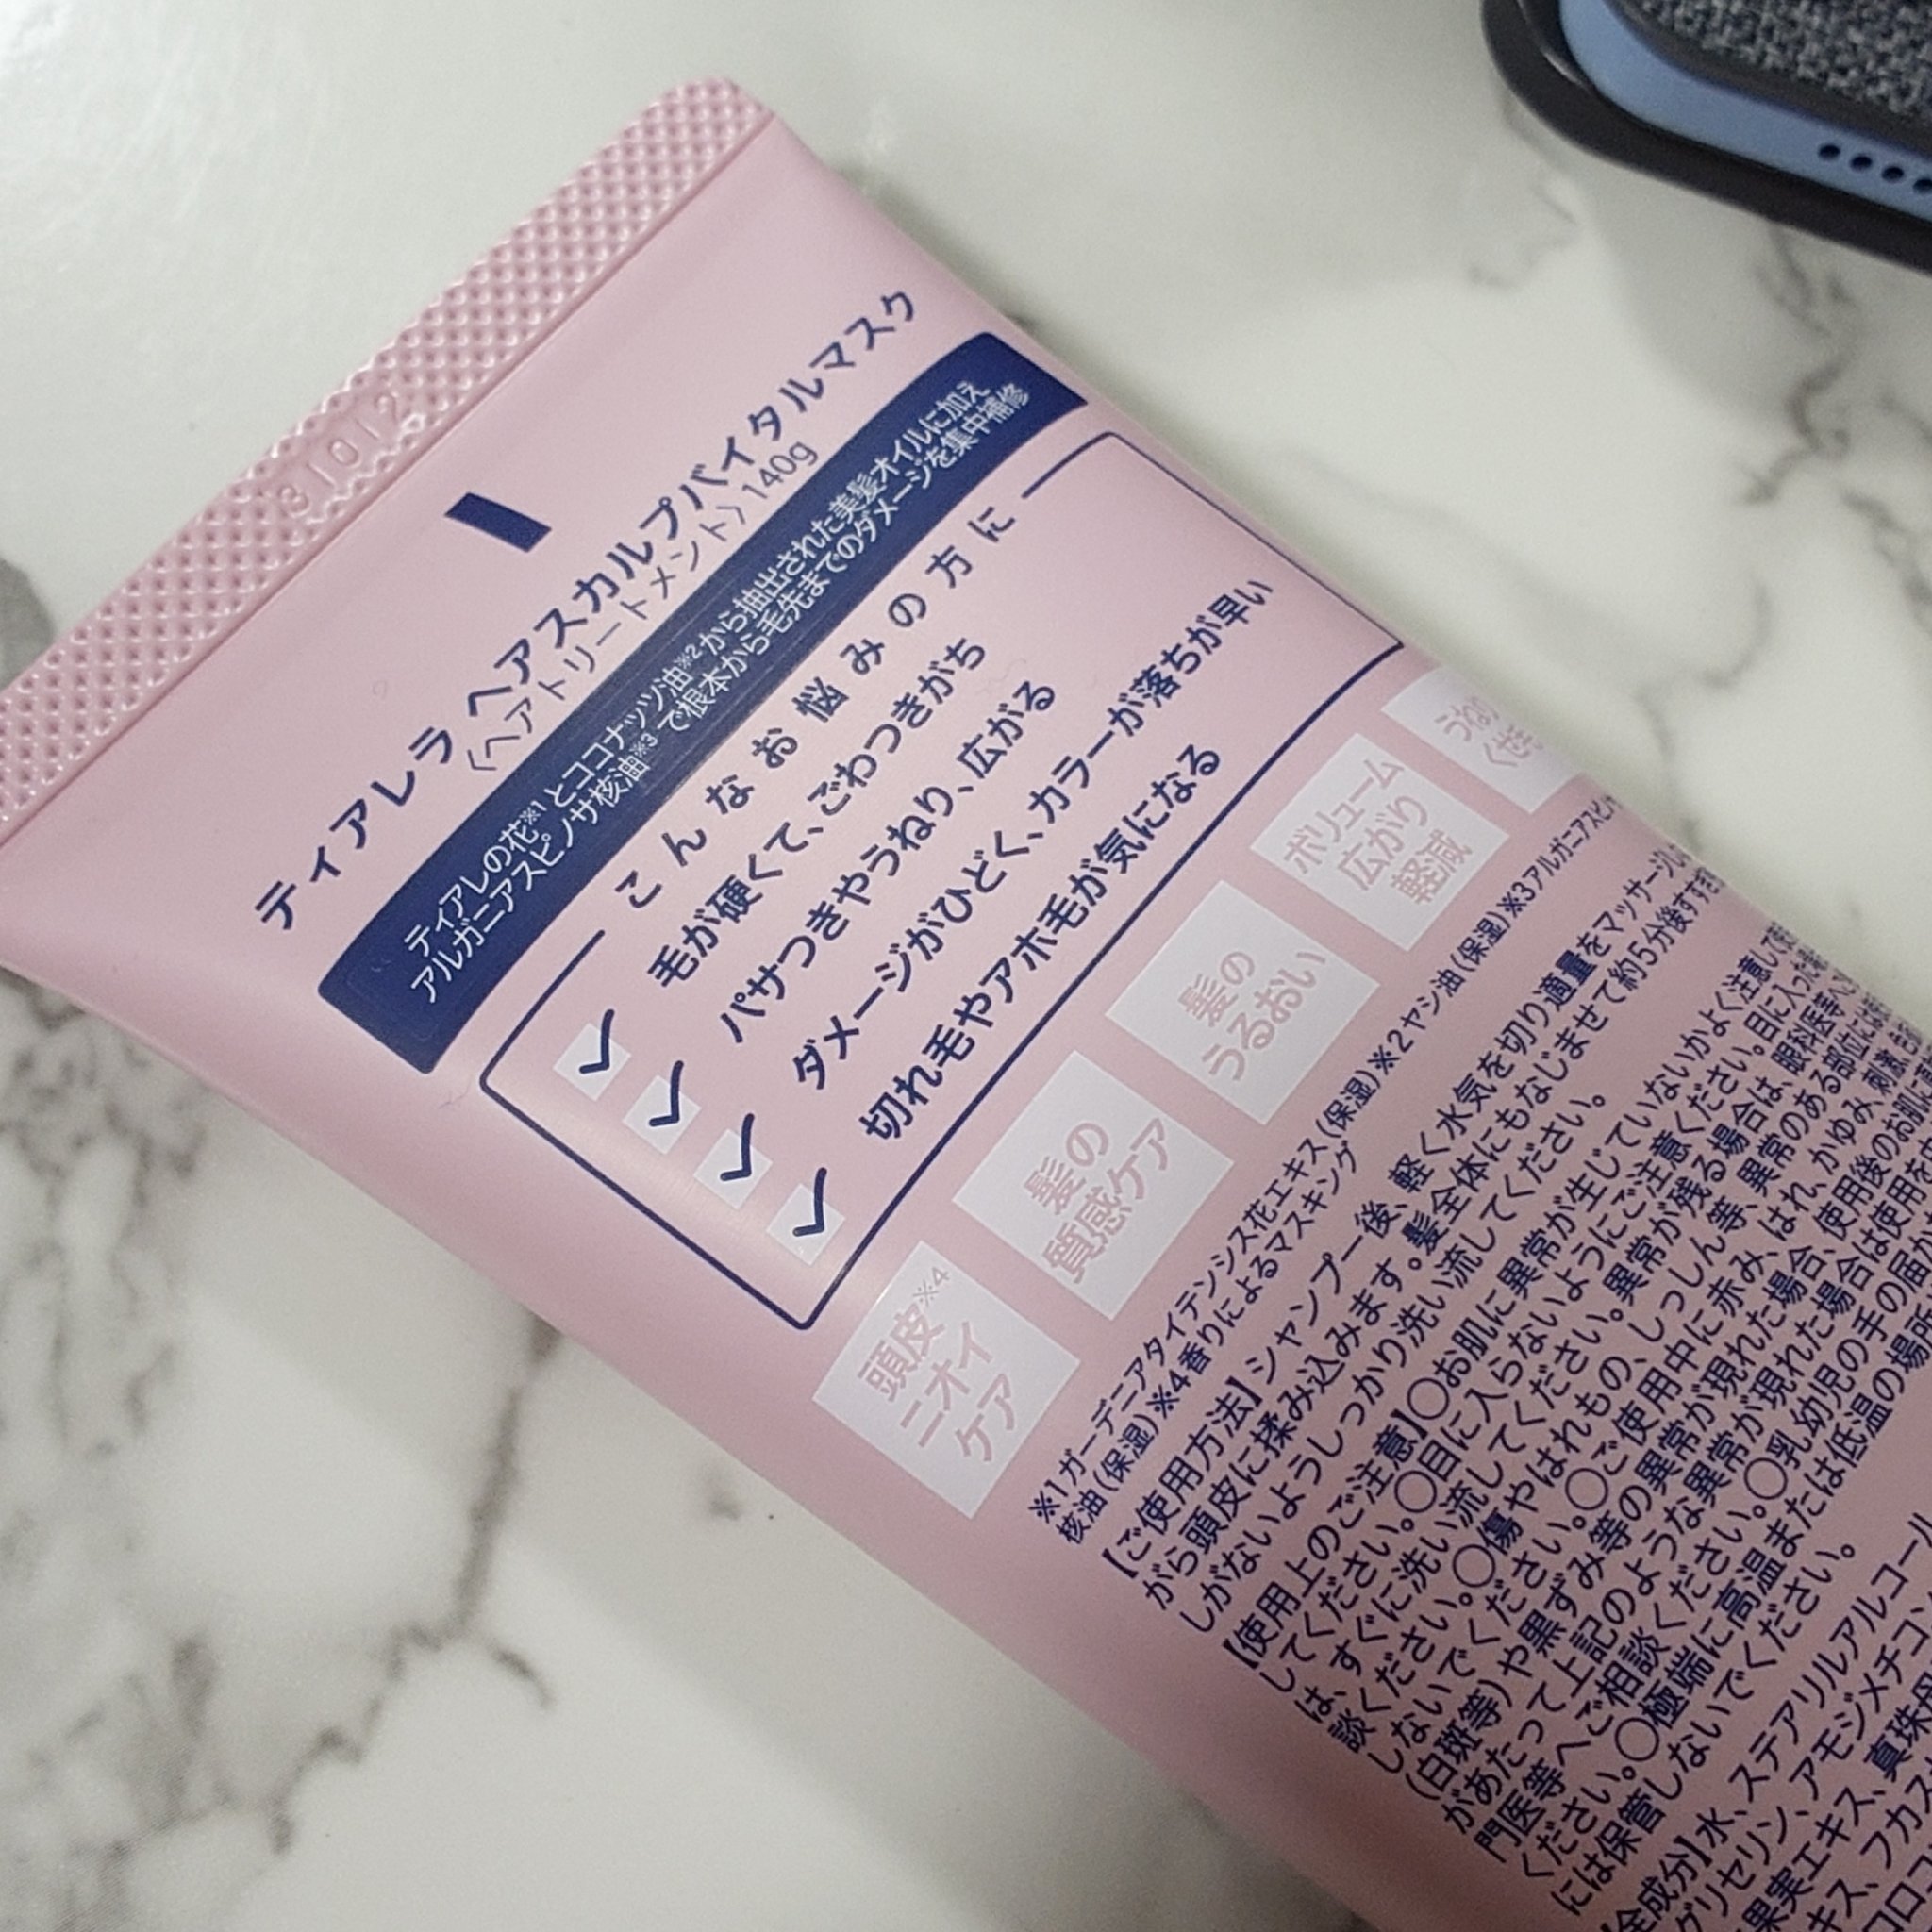 31012
ティアレラ ヘアスカルプバイタルマスク
〈ヘアトリートメント〉140g
ティアレの花※1とココナッツ油※2から抽出された美髪オイルに加え
アルガニアスピノサ核油※3で根本から毛先までのダメージを集中補修
こんなお悩みの方に
毛が硬くて、ごわつきがち
パサつきやうねり、広がる
ダメージがひどく、カラーが落ちが早い
切れ毛やアホ毛が気になる
頭皮※4
ニオイ
ケア
髪の
質感ケア
髪の
うるおい
ボリューム
広がり
軽減
うねり
くせ
※1ガーデニアタイテンシス花エキス(保湿)※2ヤシ油(保湿)※3アルガニアスピノ
核油(保湿)※4香りによるマスキング
【ご使用方法】シャンプー後、軽く水気を切り適量をマッサージし
がら頭皮に揉み込みます。髪全体にもなじませて約5分後すすぎ
しがないようしっかり洗い流してください。
【使用上のご注意】○お肌に異常が生じていないかよく注意して
してください。○目に入らないようにご注意ください。目に入った
は、すぐに洗い流してください。異常が残る場合は、眼科医等へ
談ください。○傷やはれもの、しっしん等、異常のある部位には
しないでください。○ご使用中に赤み、はれ、かゆみ、刺激、
(白斑等)や黒ずみ等の異常が現れた場合、使用後のお肌に
があたって上記のような異常が現れた場合は使用を
門医等へご相談ください。○乳幼児の手の届か
ください。○極端に高温または低温の場所
には保管しないでください。
【全成分】水、ステアリルアルコール
グリセリン、アモジメチコン
果実エキス、真珠
キス、フカス